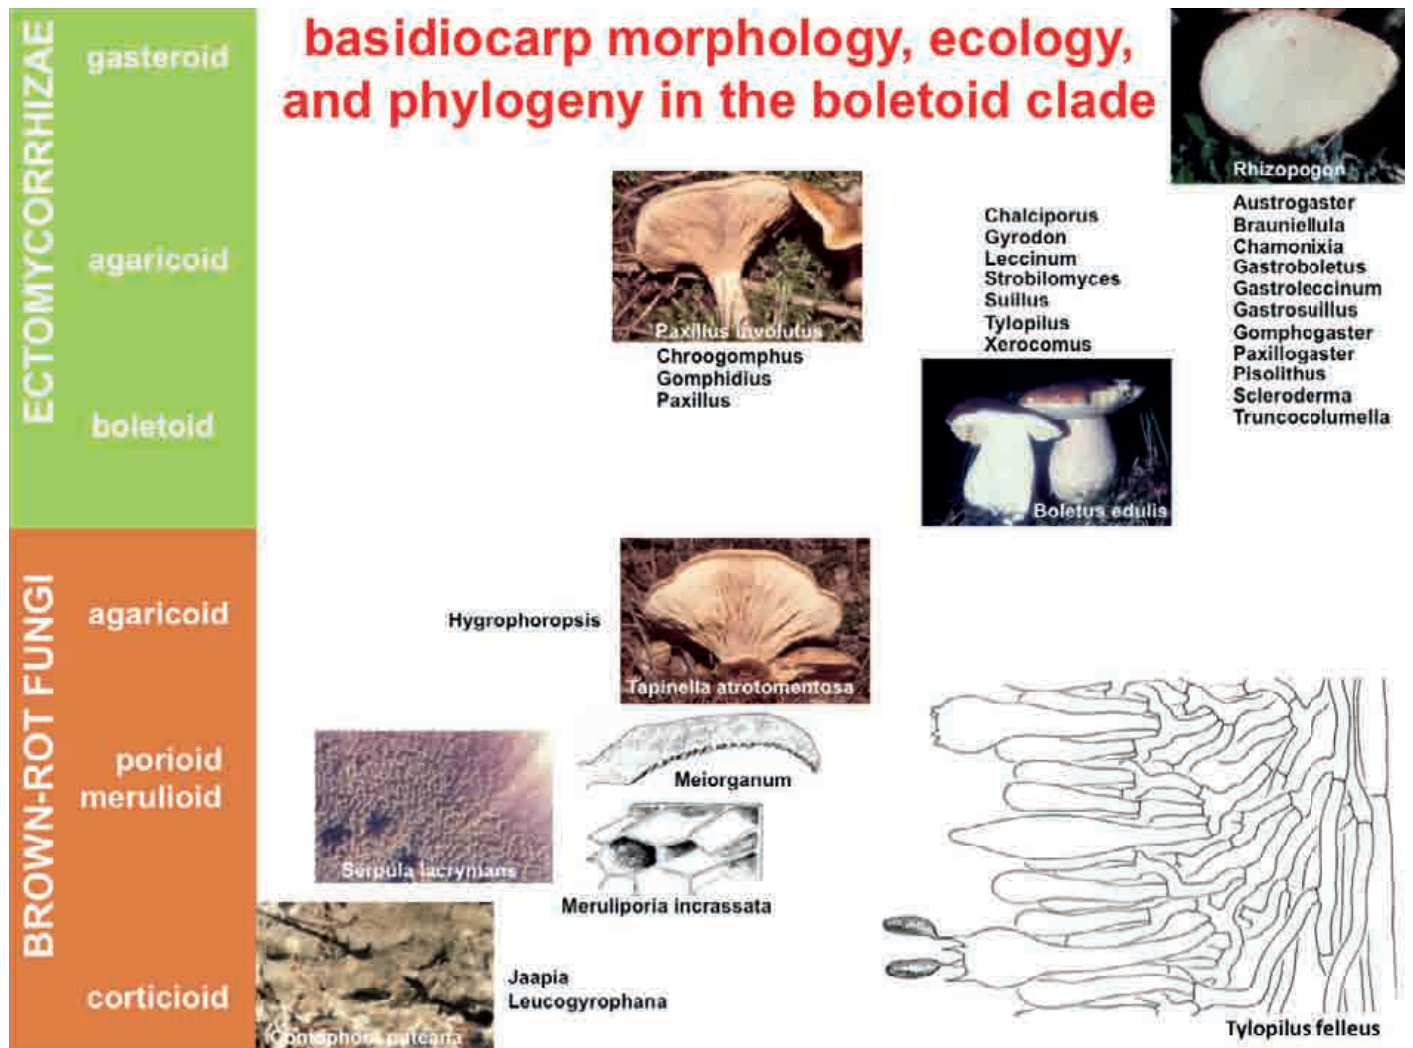 basidiocarp morphology, ecology,
and phylogeny in the boletoid clade
ECTOMYCORRHIZAE
gasteroid
agaricoid
boletoid
BROWN-ROT FUNGI
agaricoid
porioid
merulioid
corticioid
Rhizopogon
Austrogaster
Brauniellula
Chamonixia
Gastroboletus
Gastroleccinum
Gastrosuillus
Gomphogaster
Paxillogaster
Pisolithus
Scleroderma
Truncocolumella
Chalciporus
Gyrodon
Leccinum
Strobilomyces
Suillus
Tylopilus
Xerocomus
Boletus edulis
Paxillus involutus
Chroogomphus
Gomphidius
Paxillus
Hygrophoropsis
Tapinella atrotomentosa
Meiorganum
Serpula lacrymans
Meruliporia incrassata
Jaapia
Leucogyrophana
Coniophora puteana
Tylopilus felleus